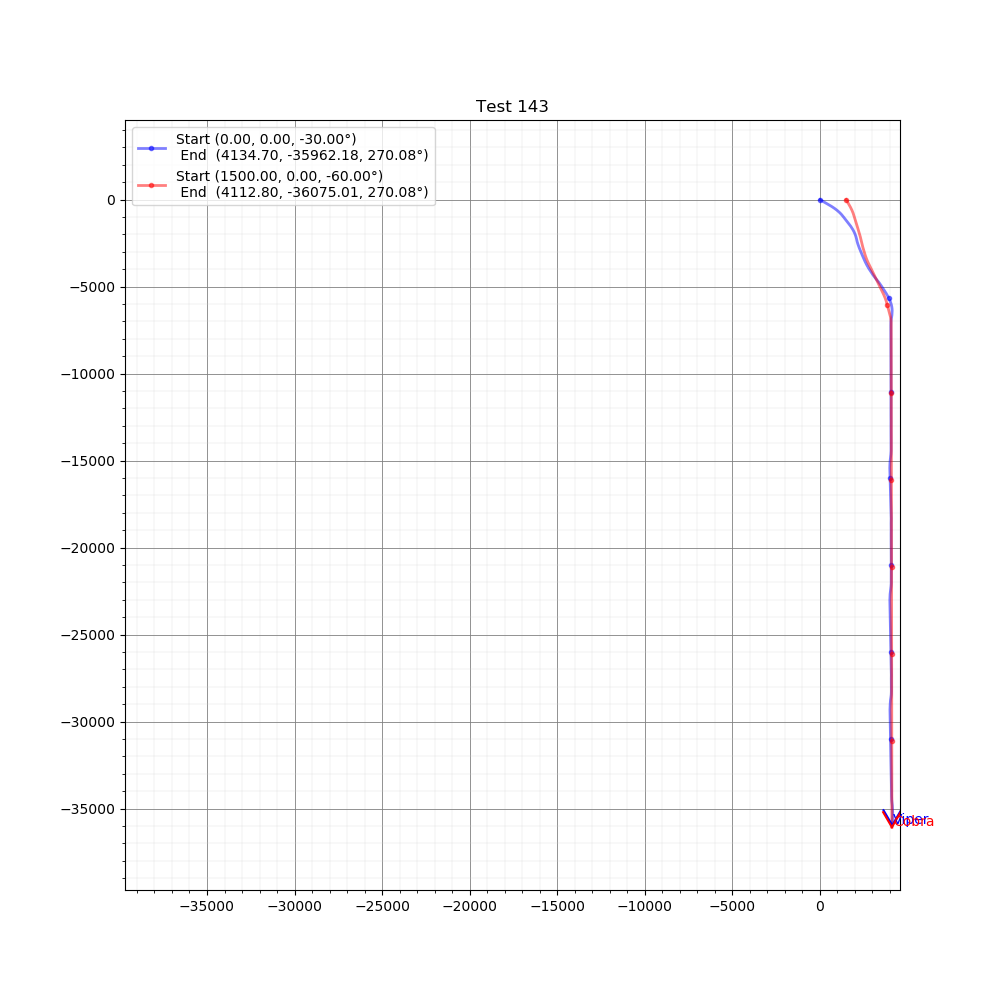 Test 143
Start (0.00, 0.00, -30.00°)
End (4134.70, -35962.18, 270.08°)
Start (1500.00, 0.00, -60.00°)
End (4112.80, -36075.01, 270.08°)
0
−5000
−10000
−15000
−20000
−25000
−30000
−35000
Viper
Cobra
−35000 −30000 −25000 −20000 −15000 −10000 −5000 0